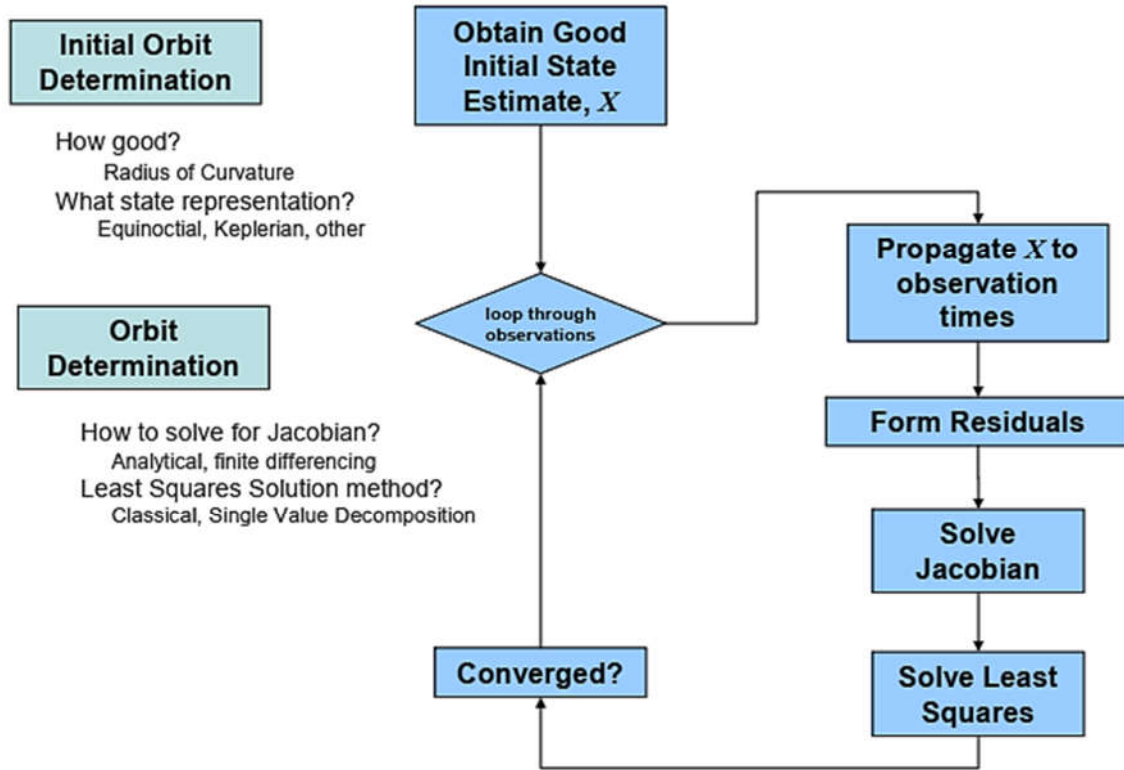 Initial Orbit
Determination
How good?
Radius of Curvature
What state representation?
Equinoctial, Keplerian, other
Orbit
Determination
How to solve for Jacobian?
Analytical, finite differencing
Least Squares Solution method?
Classical, Single Value Decomposition
Obtain Good
Initial State
Estimate, X
loop through
observations
Propagate X to
observation
times
Form Residuals
Solve
Jacobian
Solve Least
Squares
Converged?